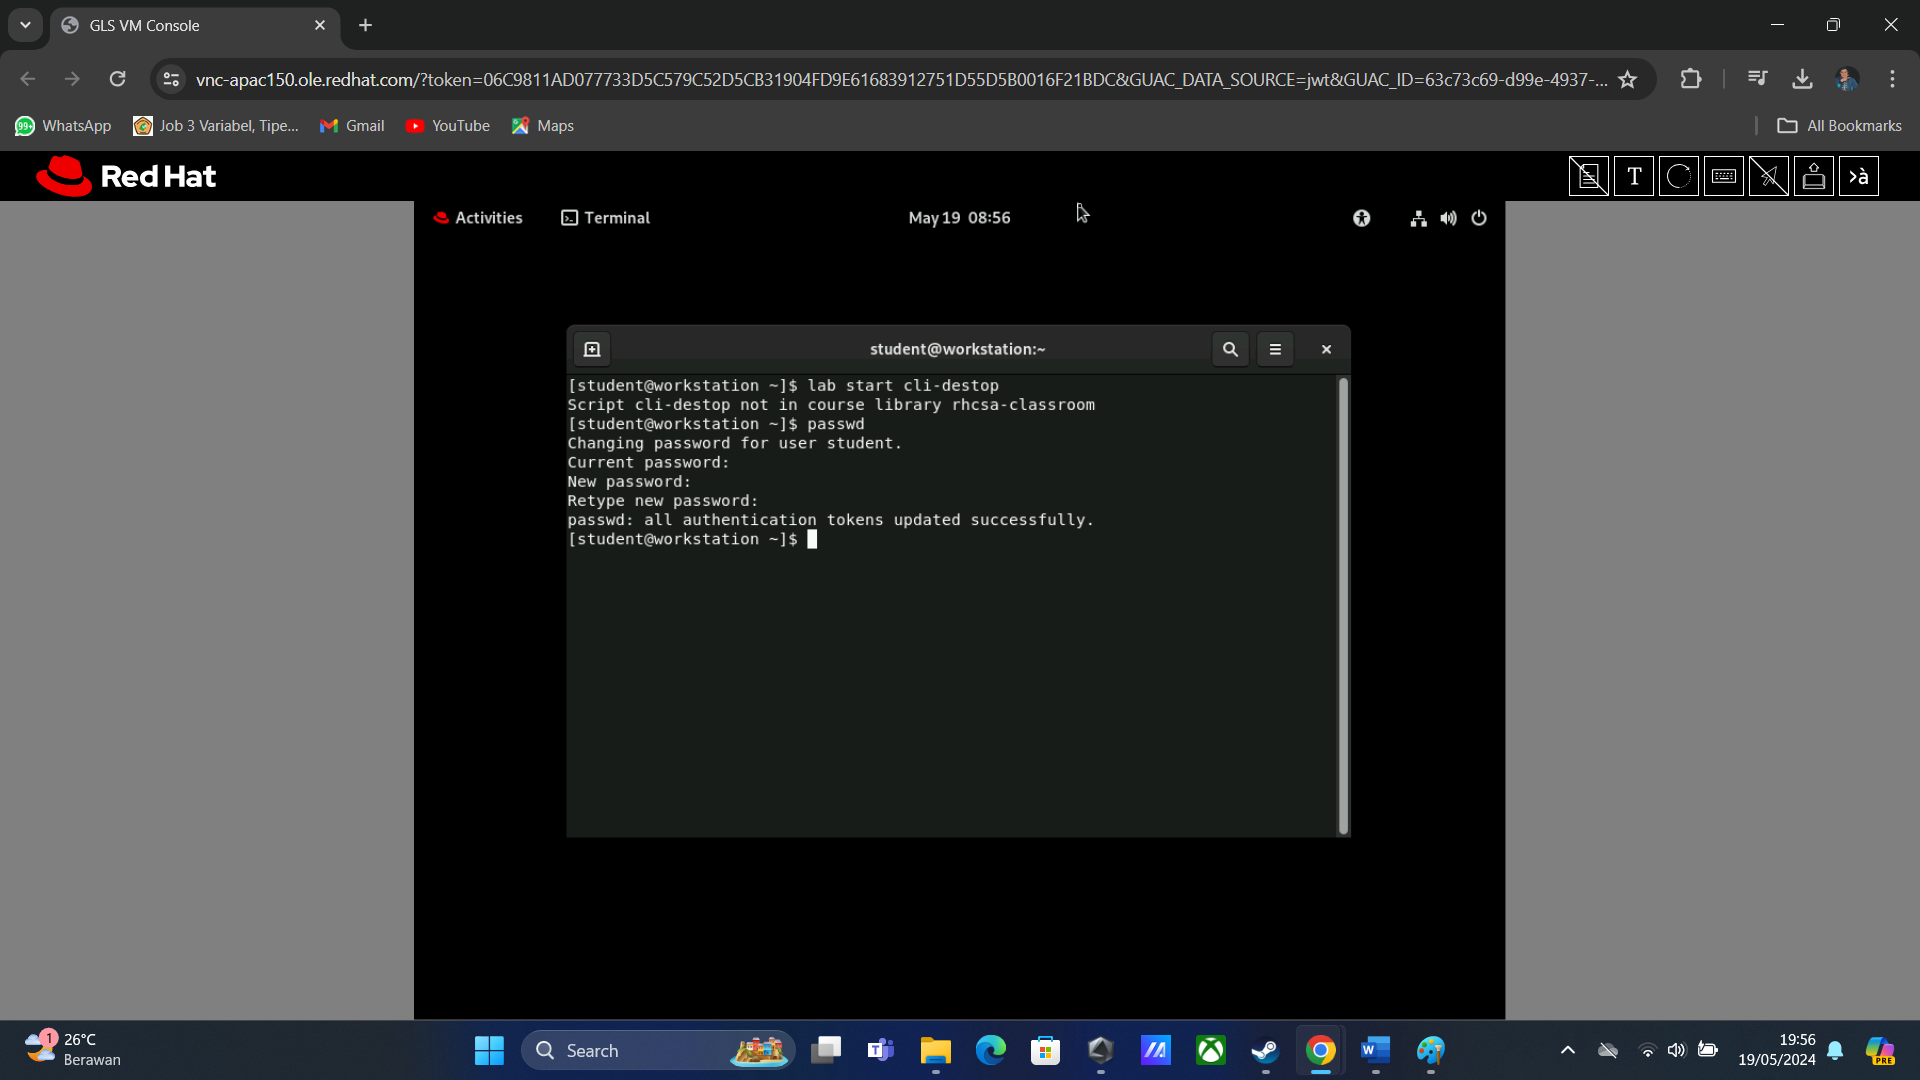 GLS VM Console
vnc-apac150.ole.redhat.com/?token=06C9811AD077733D5C579C52D5CB31904FD9E61683912751D55D5B0016F21BDC&GUAC_DATA_SOURCE=jwt&GUAC_ID=63c73c69-d99e-4937-...
99+ WhatsApp Job 3 Variabel, Tipe... Gmail YouTube Maps All Bookmarks
Red Hat T >à
Activities Terminal May 19 08:56
student@workstation:~
[student@workstation ~]$ lab start cli-destop
Script cli-destop not in course library rhcsa-classroom
[student@workstation ~]$ passwd
Changing password for user student.
Current password:
New password:
Retype new password:
passwd: all authentication tokens updated successfully.
[student@workstation ~]$
1 26°C
Berawan
Search
19:56
19/05/2024
PRE